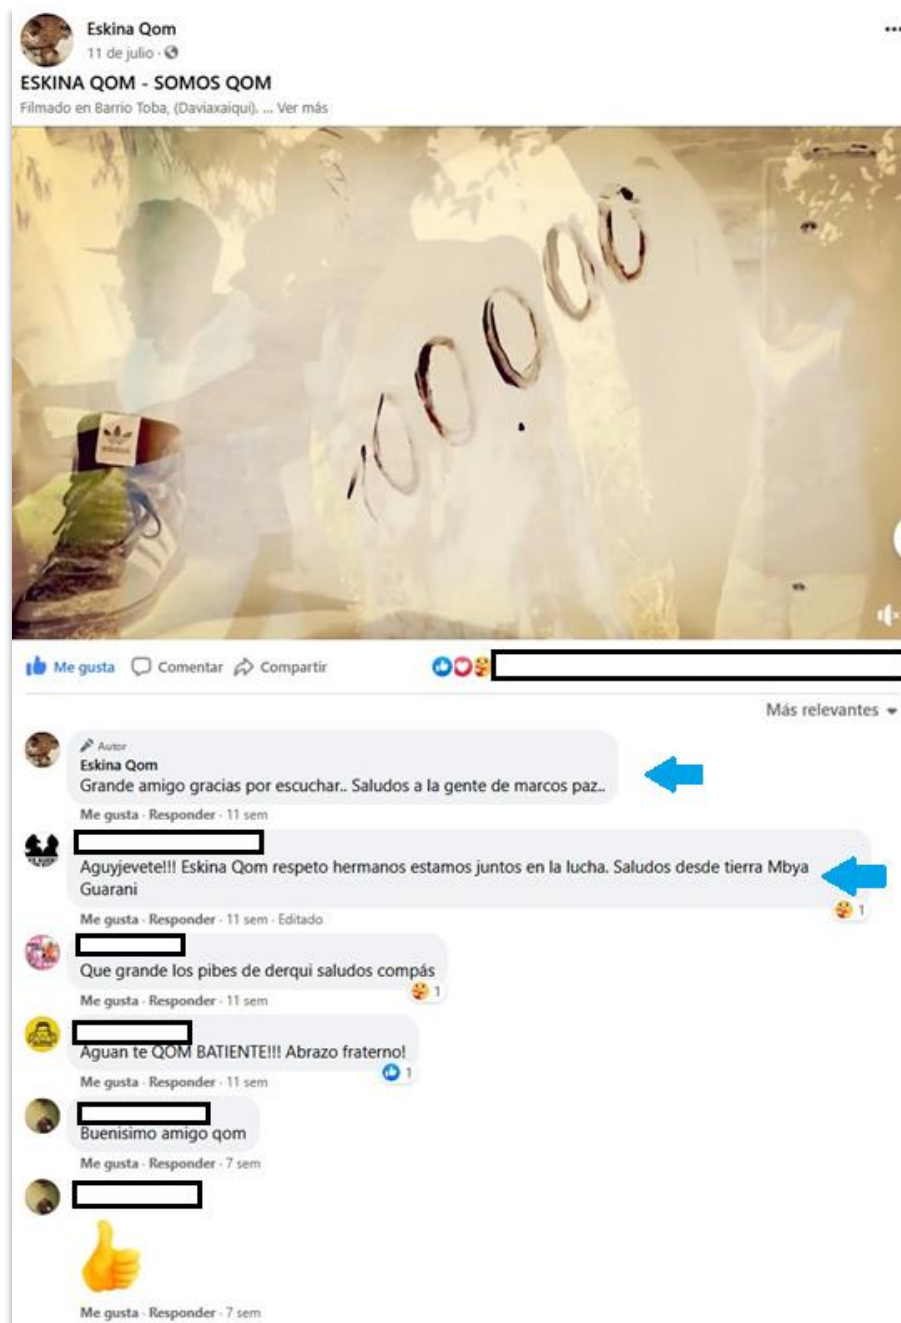 Eskina Qom
11 de julio ·
ESKINA QOM - SOMOS QOM
Filmado en Barrio Toba, (Daviaxaiqui). ... Ver más
adidas
Me gusta Comentar Compartir
Más relevantes
Autor
Eskina Qom
Grande amigo gracias por escuchar.. Saludos a la gente de marcos paz..
Me gusta · Responder · 11 sem
Aguyjevete!!! Eskina Qom respeto hermanos estamos juntos en la lucha. Saludos desde tierra Mbya
Guarani
Me gusta · Responder · 11 sem · Editado
1
Que grande los pibes de derqui saludos compás
1
Me gusta · Responder · 11 sem
Aguan te QOM BATIENTE!!! Abrazo fraterno!
1
Me gusta · Responder · 11 sem
Buenisimo amigo qom
Me gusta · Responder · 7 sem
Me gusta · Responder · 7 sem